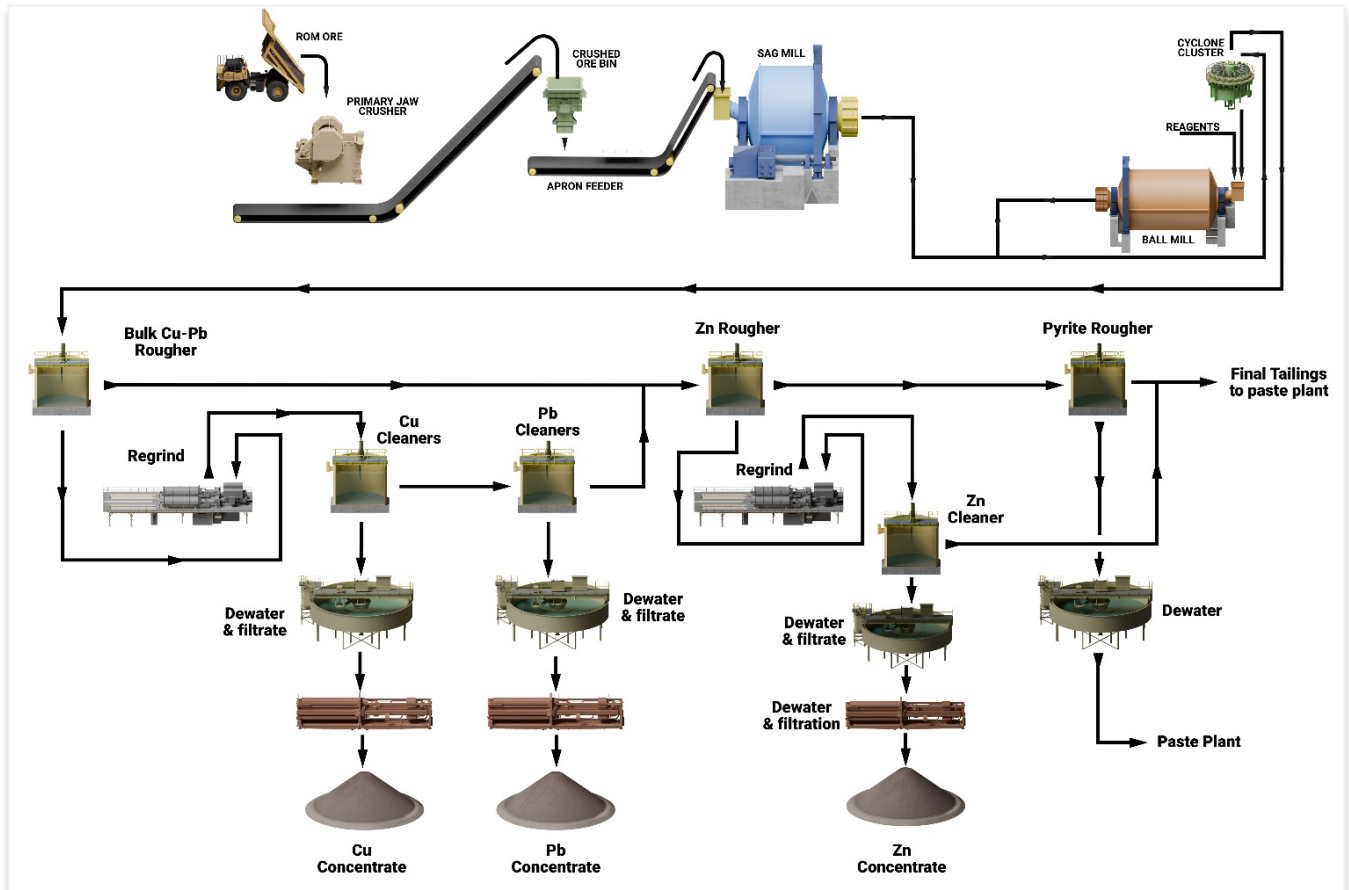 ROM ORE
PRIMARY JAW
CRUSHER
CRUSHED
ORE BIN
APRON FEEDER
SAG MILL
CYCLONE
CLUSTER
REAGENTS
BALL MILL
Bulk Cu-Pb
Rougher
Zn Rougher
Pyrite Rougher
Final Tailings
to paste plant
Regrind
Cu
Cleaners
Pb
Cleaners
Regrind
Zn
Cleaner
Dewater
& filtrate
Dewater
& filtrate
Dewater
& filtrate
Dewater
Dewater
& filtration
Paste Plant
Cu
Concentrate
Pb
Concentrate
Zn
Concentrate